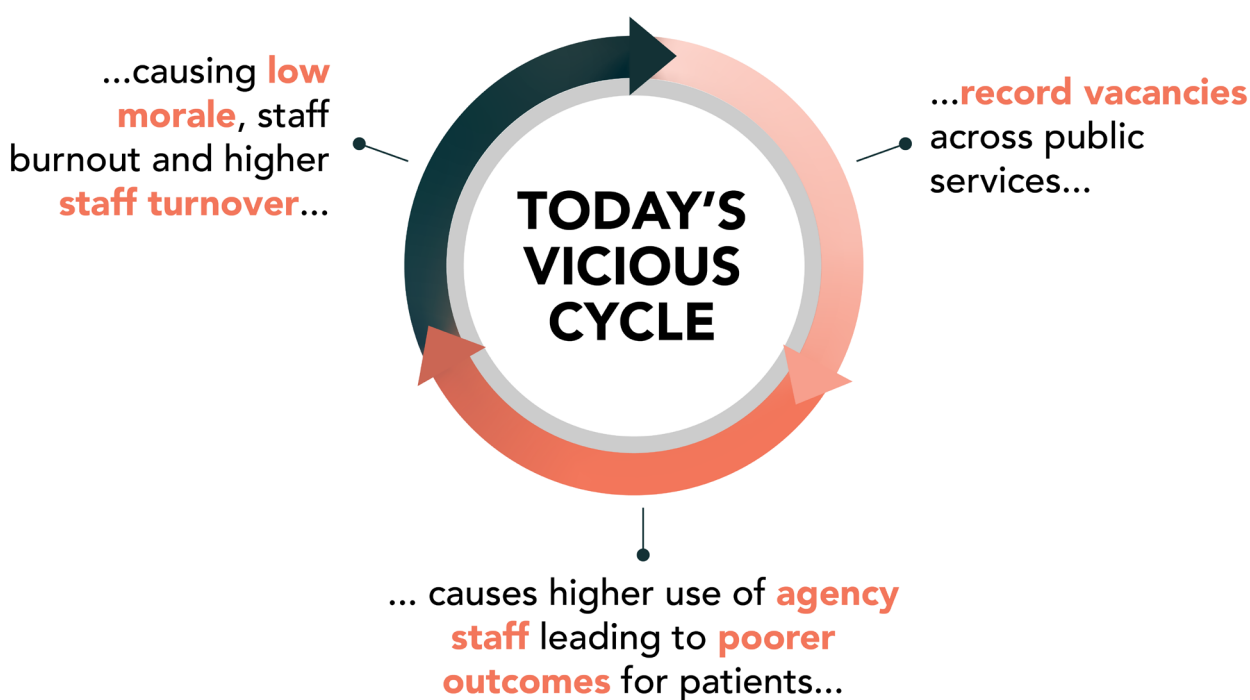 TODAY'S
VICIOUS
CYCLE
...record vacancies
across public
services...
... causes higher use of agency
staff leading to poorer
outcomes for patients...
...causing low
morale, staff
burnout and higher
staff turnover...